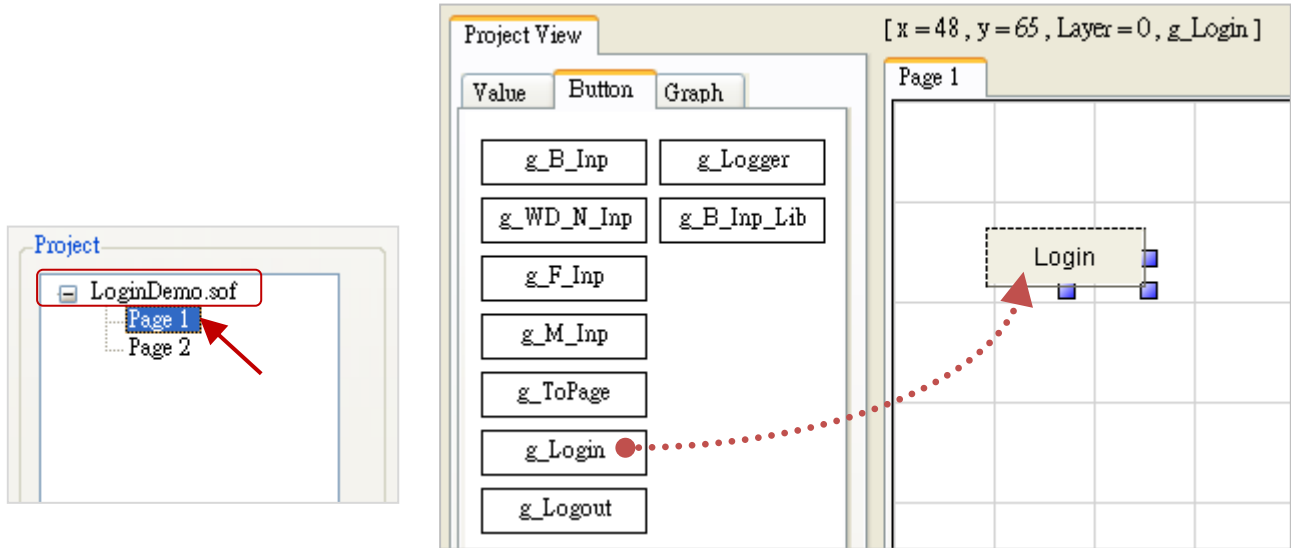 Project
LoginDemo.sof
Page 1
Page 2
Project View
Value Button Graph
g_B_Inp g_Logger
g_WD_N_Inp g_B_Inp_Lib
g_F_Inp
g_M_Inp
g_ToPage
g_Login
g_Logout
[ x = 48 , y = 65 , Layer = 0 , g_Login ]
Page 1
Login